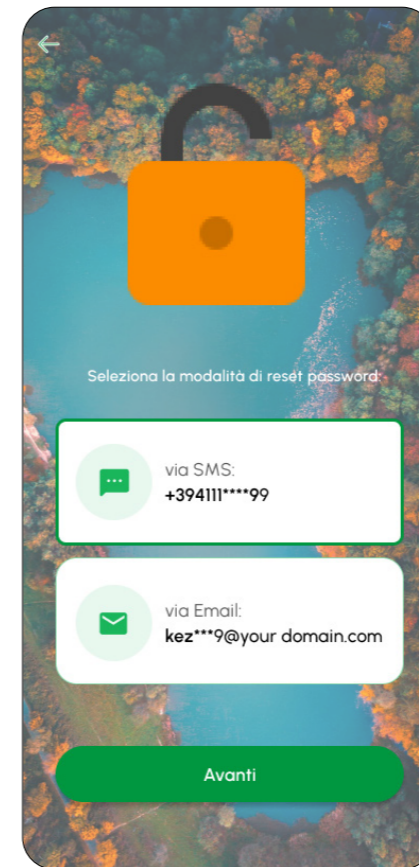 Seleziona la modalità di reset password:
via SMS:
+394111****99
via Email:
kez***9@your domain.com
Avanti